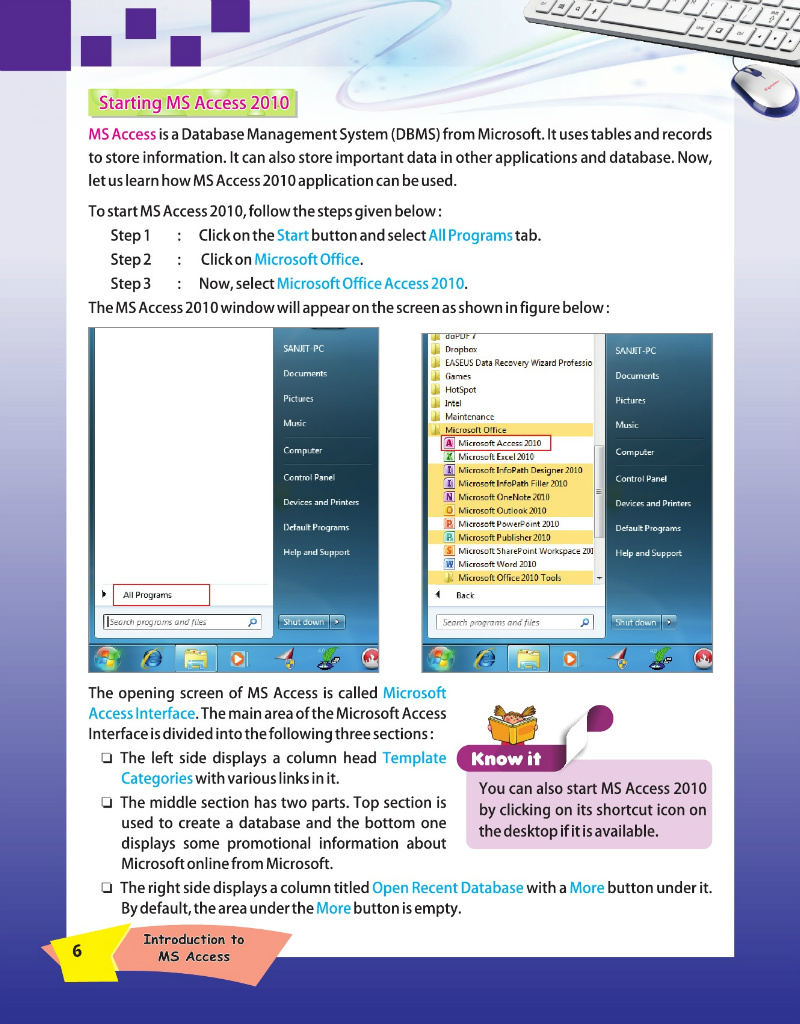 Starting MS Access 2010
MS Access is a Database Management System (DBMS) from Microsoft. It uses tables and records
to store information. It can also store important data in other applications and database. Now,
let us learn how MS Access 2010 application can be used.
To start MS Access 2010, follow the steps given below :
Step 1 : Click on the Start button and select All Programs tab.
Step 2 : Click on Microsoft Office.
Step 3 : Now, select Microsoft Office Access 2010.
The MS Access 2010 window will appear on the screen as shown in figure below :
SANJIT-PC
Documents
Pictures
Music
Computer
Control Panel
Devices and Printers
Default Programs
Help and Support
All Programs
Search programs and files
Shut down
doPDF 7
Dropbox
EASEUS Data Recovery Wizard Professio
Games
HotSpot
Intel
Maintenance
Microsoft Office
Microsoft Access 2010
Microsoft Excel 2010
Microsoft InfoPath Designer 2010
Microsoft InfoPath Filler 2010
Microsoft OneNote 2010
Microsoft Outlook 2010
Microsoft PowerPoint 2010
Microsoft Publisher 2010
Microsoft SharePoint Workspace 201
Microsoft Word 2010
Microsoft Office 2010 Tools
Back
Search programs and files
SANJIT-PC
Documents
Pictures
Music
Computer
Control Panel
Devices and Printers
Default Programs
Help and Support
Shut down
The opening screen of MS Access is called Microsoft
Access Interface. The main area of the Microsoft Access
Interface is divided into the following three sections :
❏ The left side displays a column head Template
Categories with various links in it.
❏ The middle section has two parts. Top section is
used to create a database and the bottom one
displays some promotional information about
Microsoft online from Microsoft.
❏ The right side displays a column titled Open Recent Database with a More button under it.
By default, the area under the More button is empty.
Know it
You can also start MS Access 2010
by clicking on its shortcut icon on
the desktop if it is available.
6
Introduction to
MS Access